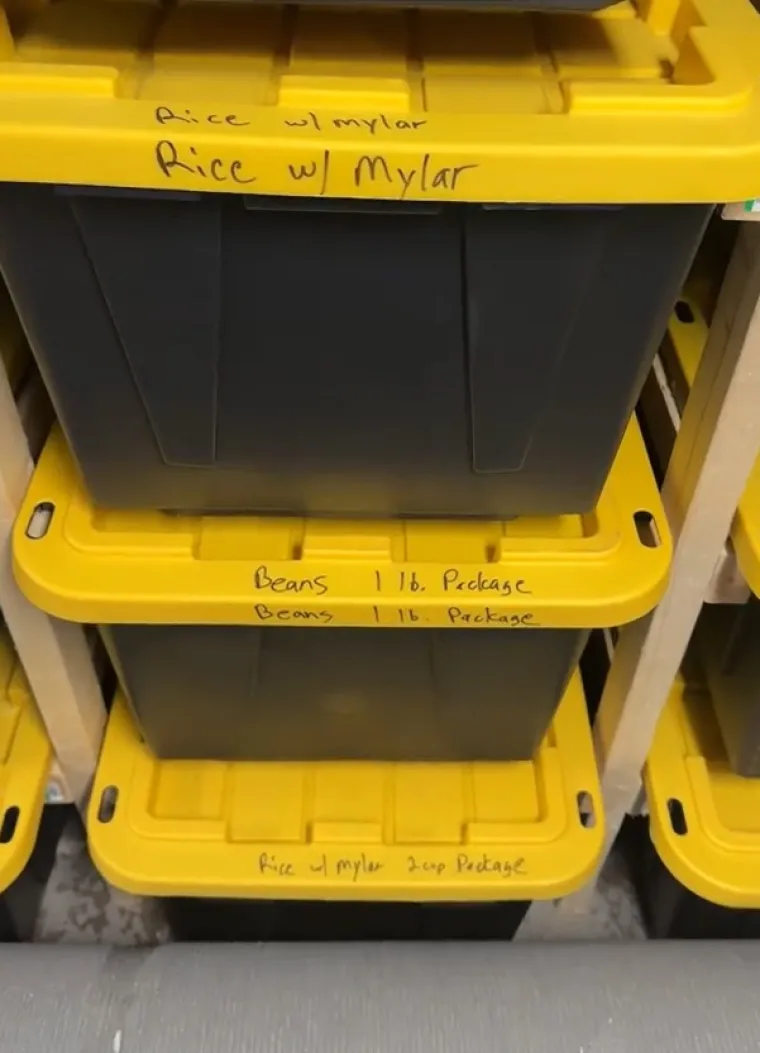 Rice w/ mylar
Rice w/ Mylar
Beans 1 lb. Package
Beans 1 lb. Package
Rice w/ Mylar 2 cup Package